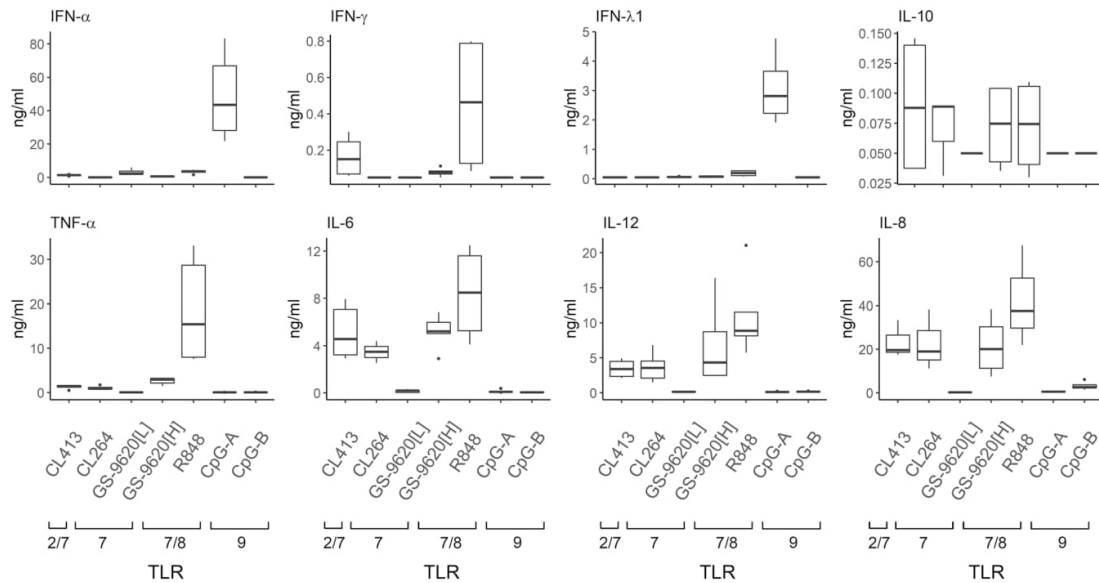 IFN-α
IFN-γ
IFN-λ1
IL-10
ng/ml
80
60
40
20
0
ng/ml
0.8
0.6
0.4
0.2
ng/ml
5
4
3
2
1
0
ng/ml
0.150
0.125
0.100
0.075
0.050
0.025
TNF-α
IL-6
IL-12
IL-8
ng/ml
30
20
10
0
ng/ml
12
8
4
0
ng/ml
20
15
10
5
0
ng/ml
60
40
20
0
CL413 CL264 GS-9620[L] GS-9620[H] R848 CpG-A CpG-B
CL413 CL264 GS-9620[L] GS-9620[H] R848 CpG-A CpG-B
CL413 CL264 GS-9620[L] GS-9620[H] R848 CpG-A CpG-B
CL413 CL264 GS-9620[L] GS-9620[H] R848 CpG-A CpG-B
2/7 7 7/8 9
2/7 7 7/8 9
2/7 7 7/8 9
2/7 7 7/8 9
TLR
TLR
TLR
TLR